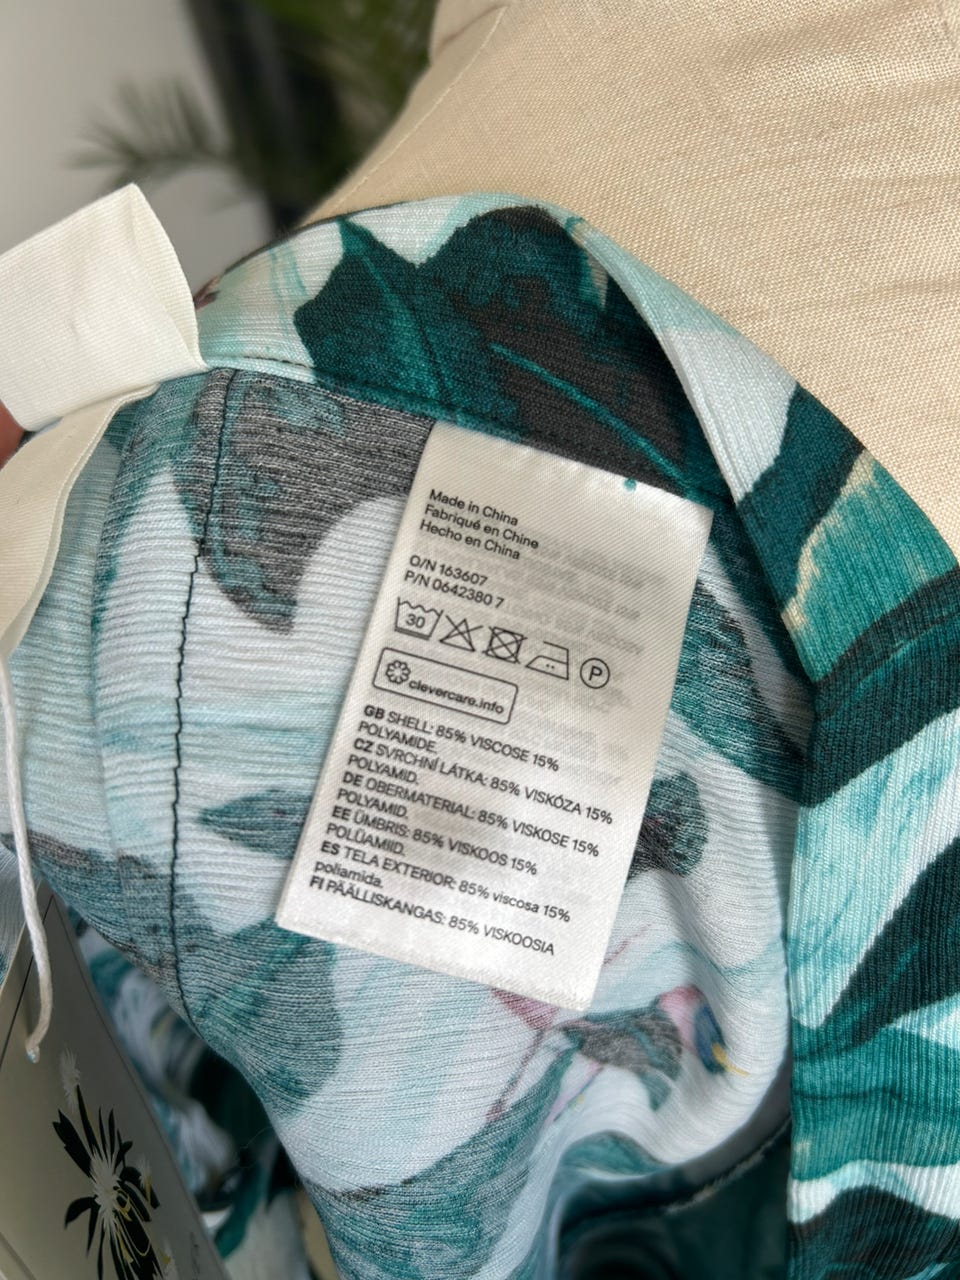 Made in China
Fabriqué en Chine
Hecho en China
O/N 163607
P/N 0642380 7
30
P
clevercare.info
GB SHELL: 85% VISCOSE 15%
POLYAMIDE.
CZ SVRCHNÍ LÁTKA: 85% VISKÓZA 15%
POLYAMID.
DE OBERMATERIAL: 85% VISKOSE 15%
POLYAMID.
EE ÜMBRIS: 85% VISKOOS 15%
POLÜAMIID.
ES TELA EXTERIOR: 85% viscosa 15%
poliamida.
FI PÄÄLLISKANGAS: 85% VISKOOSIA